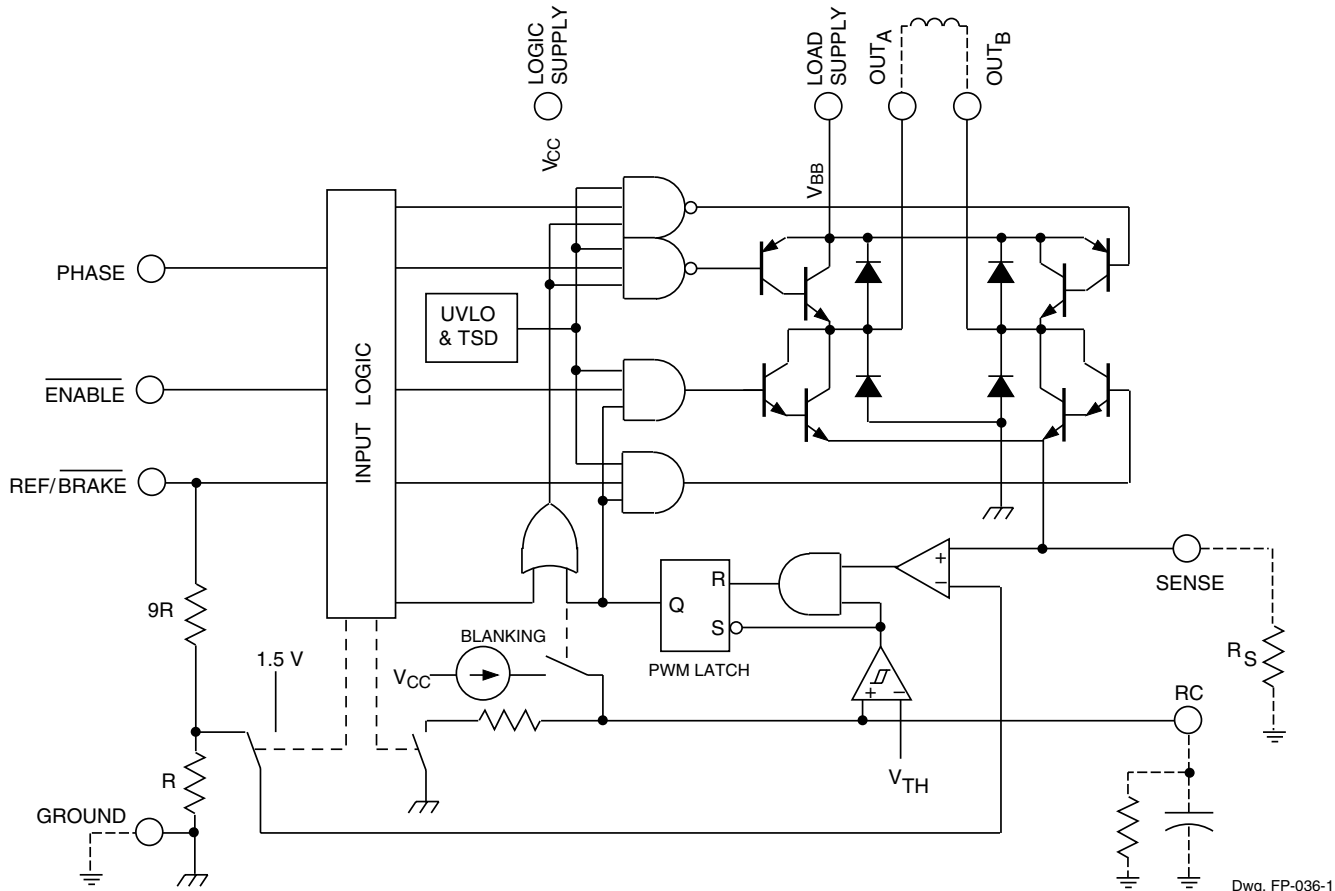 LOGIC
SUPPLY
LOAD
SUPPLY
OUTA
OUTB
VCC
VBB
PHASE
ENABLE
REF/BRAKE
INPUT LOGIC
UVLO
& TSD
9R
1.5 V
R
GROUND
BLANKING
VCC
Q
R
S
PWM LATCH
+
−
+
−
VTH
SENSE
RS
RC
Dwg. FP-036-1